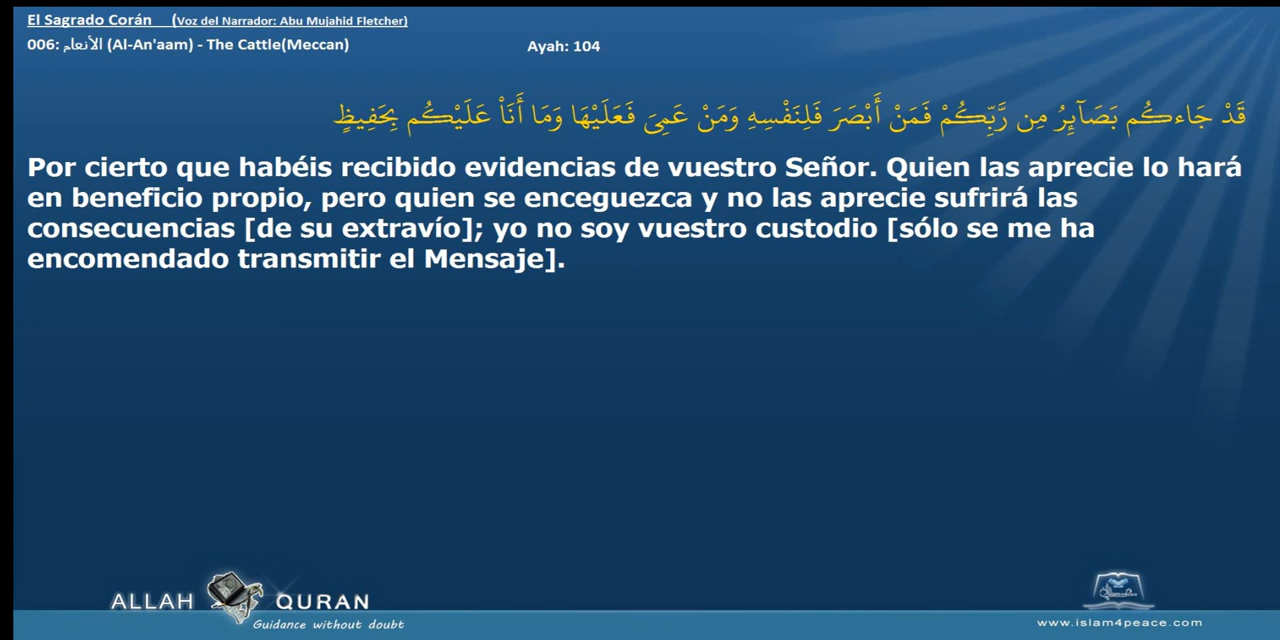 El Sagrado Corán (Voz del Narrador: Abu Mujahid Fletcher)
006: الأنعام (Al-An'aam) - The Cattle(Meccan) Ayah: 104
قَدْ جَاءكُم بَصَآئِرُ مِن رَّبِّكُمْ فَمَنْ أَبْصَرَ فَلِنَفْسِهِ وَمَنْ عَمِيَ فَعَلَيْهَا وَمَا أَنَاْ عَلَيْكُم بِحَفِيظٍ
Por cierto que habéis recibido evidencias de vuestro Señor. Quien las aprecie lo hará
en beneficio propio, pero quien se enceguezca y no las aprecie sufrirá las
consecuencias [de su extravío]; yo no soy vuestro custodio [sólo se me ha
encomendado transmitir el Mensaje].
ALLAH QURAN
Guidance without doubt
www.islam4peace.com